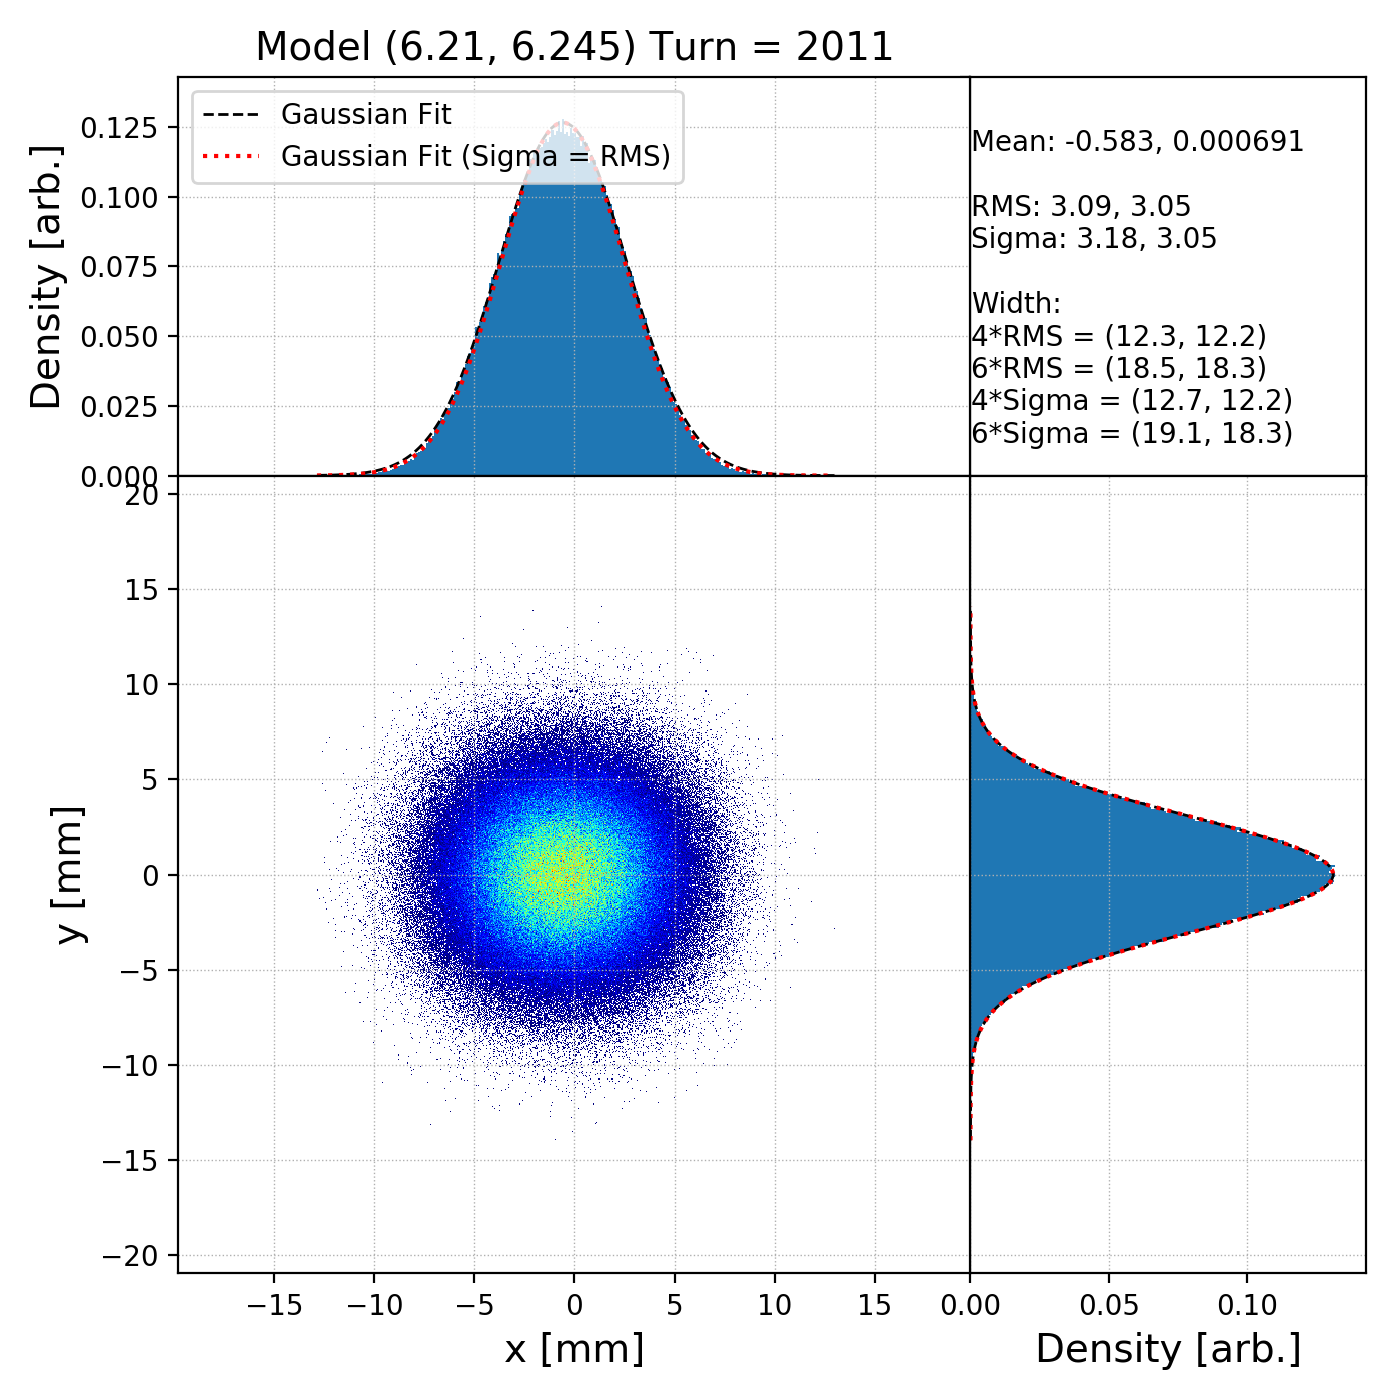 Model (6.21, 6.245) Turn = 2011
Gaussian Fit
Gaussian Fit (Sigma = RMS)
Density [arb.]
0.125
0.100
0.075
0.050
0.025
0.000
Mean: -0.583, 0.000691
RMS: 3.09, 3.05
Sigma: 3.18, 3.05
Width:
4*RMS = (12.3, 12.2)
6*RMS = (18.5, 18.3)
4*Sigma = (12.7, 12.2)
6*Sigma = (19.1, 18.3)
y [mm]
20
15
10
5
0
−5
−10
−15
−20
−15 −10 −5 0 5 10 15
x [mm]
0.00 0.05 0.10
Density [arb.]